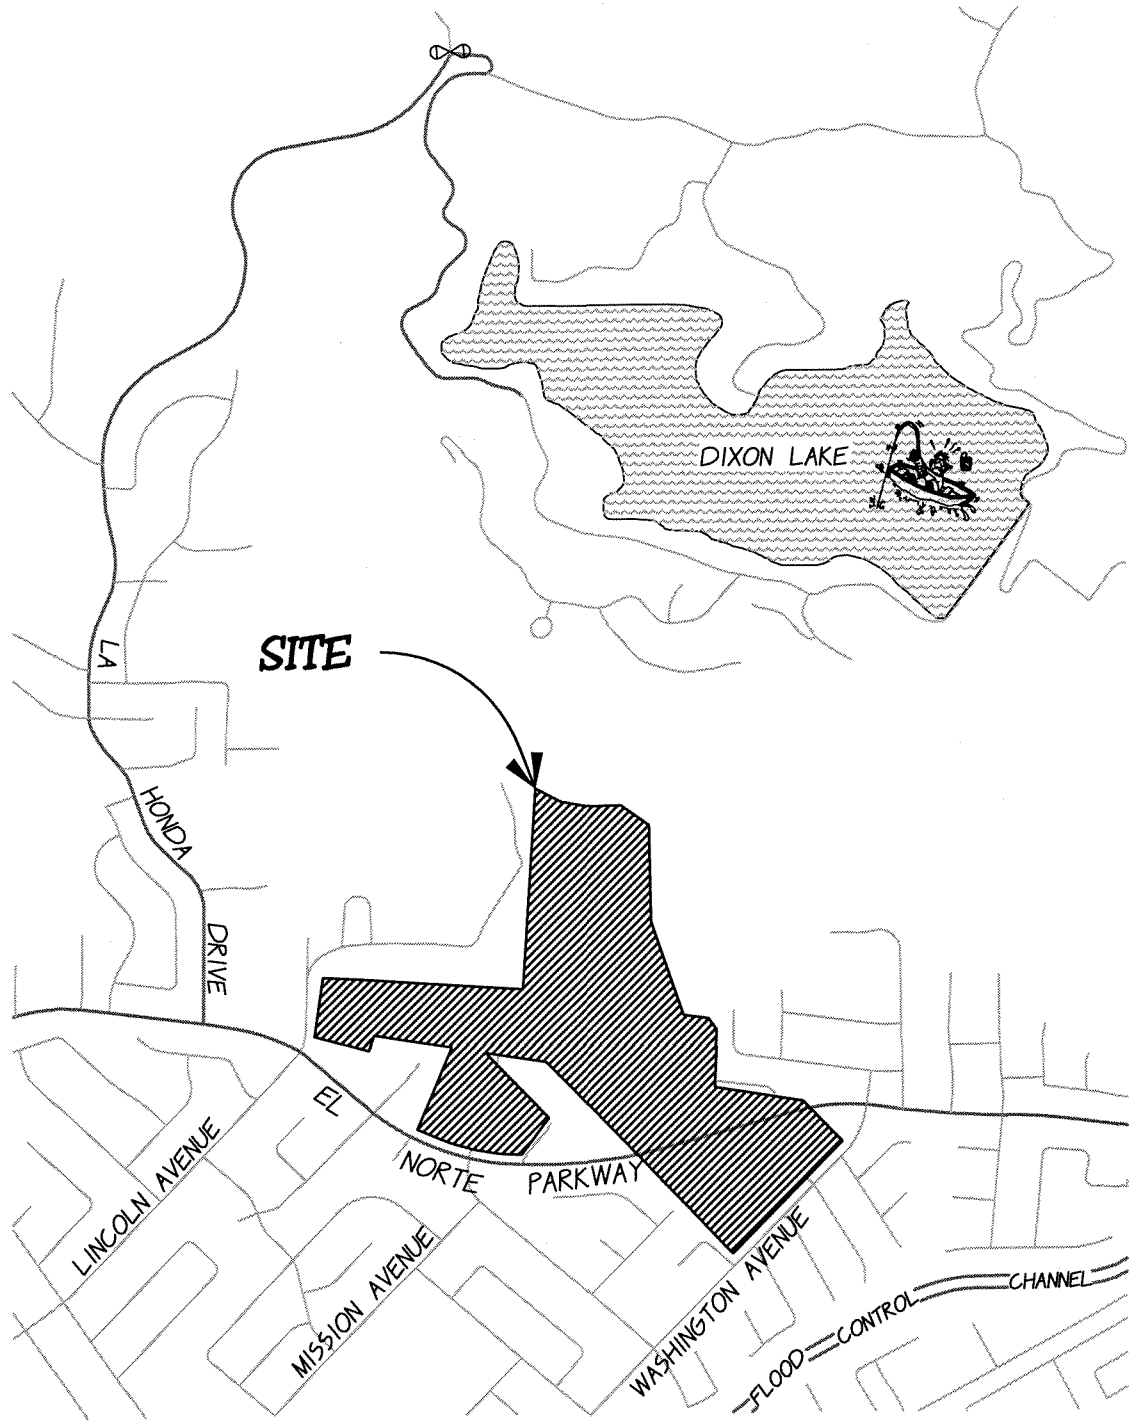 DIXON LAKE
SITE
LA
HONDA
DRIVE
EL
NORTE
PARKWAY
LINCOLN AVENUE
MISSION AVENUE
WASHINGTON AVENUE
FLOOD
CONTROL
CHANNEL